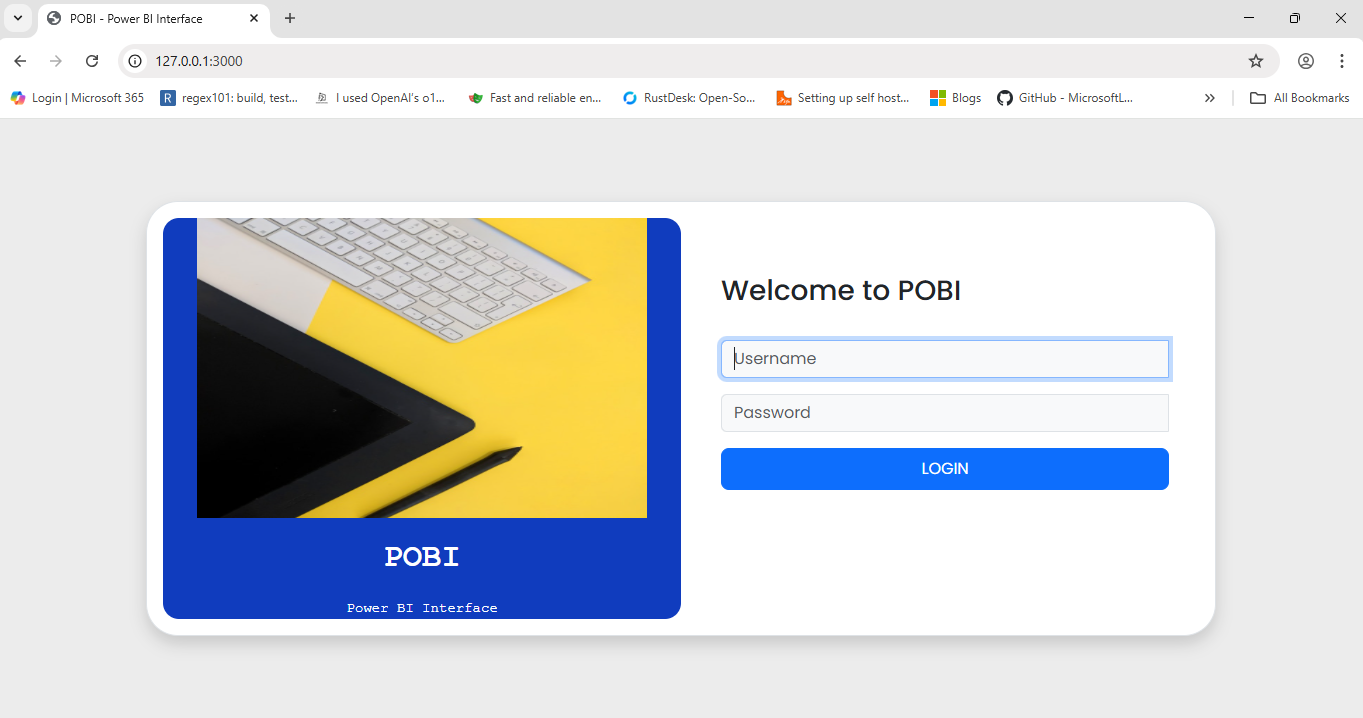 POBI - Power BI Interface
127.0.0.1:3000
Login | Microsoft 365
regex101: build, test...
I used OpenAI's o1...
Fast and reliable en...
RustDesk: Open-So...
Setting up self host...
Blogs
GitHub - MicrosoftL...
All Bookmarks
Welcome to POBI
Username
Password
LOGIN
POBI
Power BI Interface